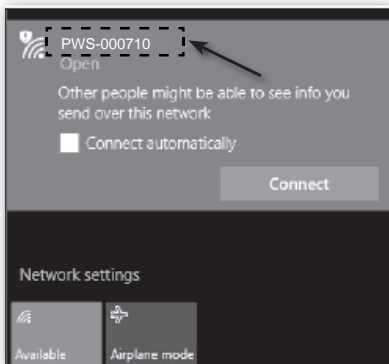 PWS-000710
Open
Other people might be able to see info you
send over this network
Connect automatically
Connect
Network settings
Available
Airplane mode